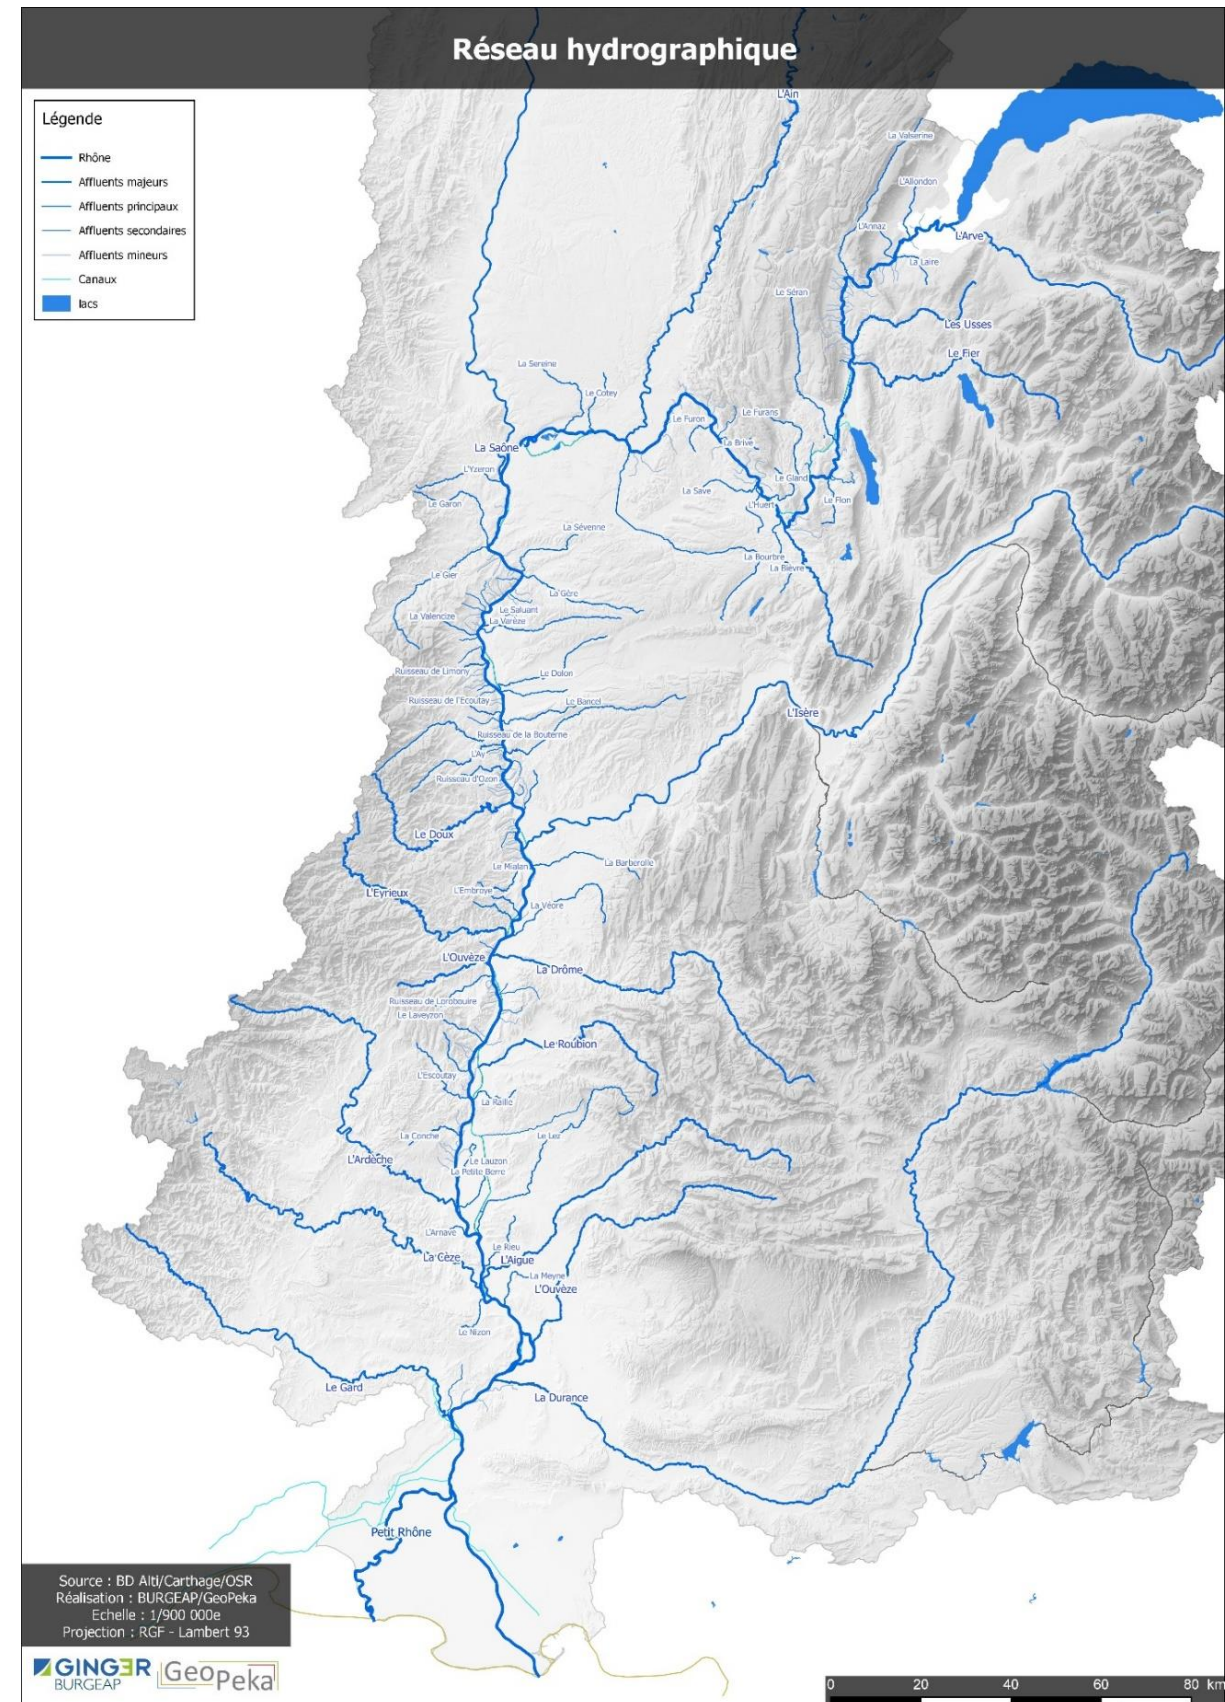 Réseau hydrographique
Légende
Rhône
Affluents majeurs
Affluents principaux
Affluents secondaires
Affluents mineurs
Canaux
lacs
L'Ain
La Valserine
L'Allondon
L'Annaz
L'Arve
La Laire
Le Séran
Les Usses
Le Fier
La Sereine
Le Cotey
Le Furon
Le Furans
La Brive
La Saône
L'Yzeron
Le Gland
La Save
Le Flon
L'Huert
Le Garon
La Sévenne
La Bourbre
La Bièvre
Le Gier
La Gère
Le Saluant
La Valencize
La Varèze
Ruisseau de Limony
Le Dolon
Ruisseau de l'Ecoutay
Le Bancel
L'Isère
Ruisseau de la Bouterne
L'Ay
Ruisseau d'Ozon
Le Doux
Le Mialan
La Barberolle
L'Eyrieux
L'Embroye
La Véore
L'Ouvèze
La Drôme
Ruisseau de Lorobouire
Le Laveyzon
Le Roubion
L'Escoutay
La Raille
La Conche
Le Lez
L'Ardèche
Le Lauzon
La Petite Berre
L'Arnave
Le Rieu
La Cèze
L'Aigue
La Meyne
L'Ouvèze
Le Nizon
Le Gard
La Durance
Petit Rhône
Source : BD Alti/Carthage/OSR
Réalisation : BURGEAP/GeoPeka
Echelle : 1/900 000e
Projection : RGF - Lambert 93
GINGER
BURGEAP
GeoPeka
0 20 40 60 80 km